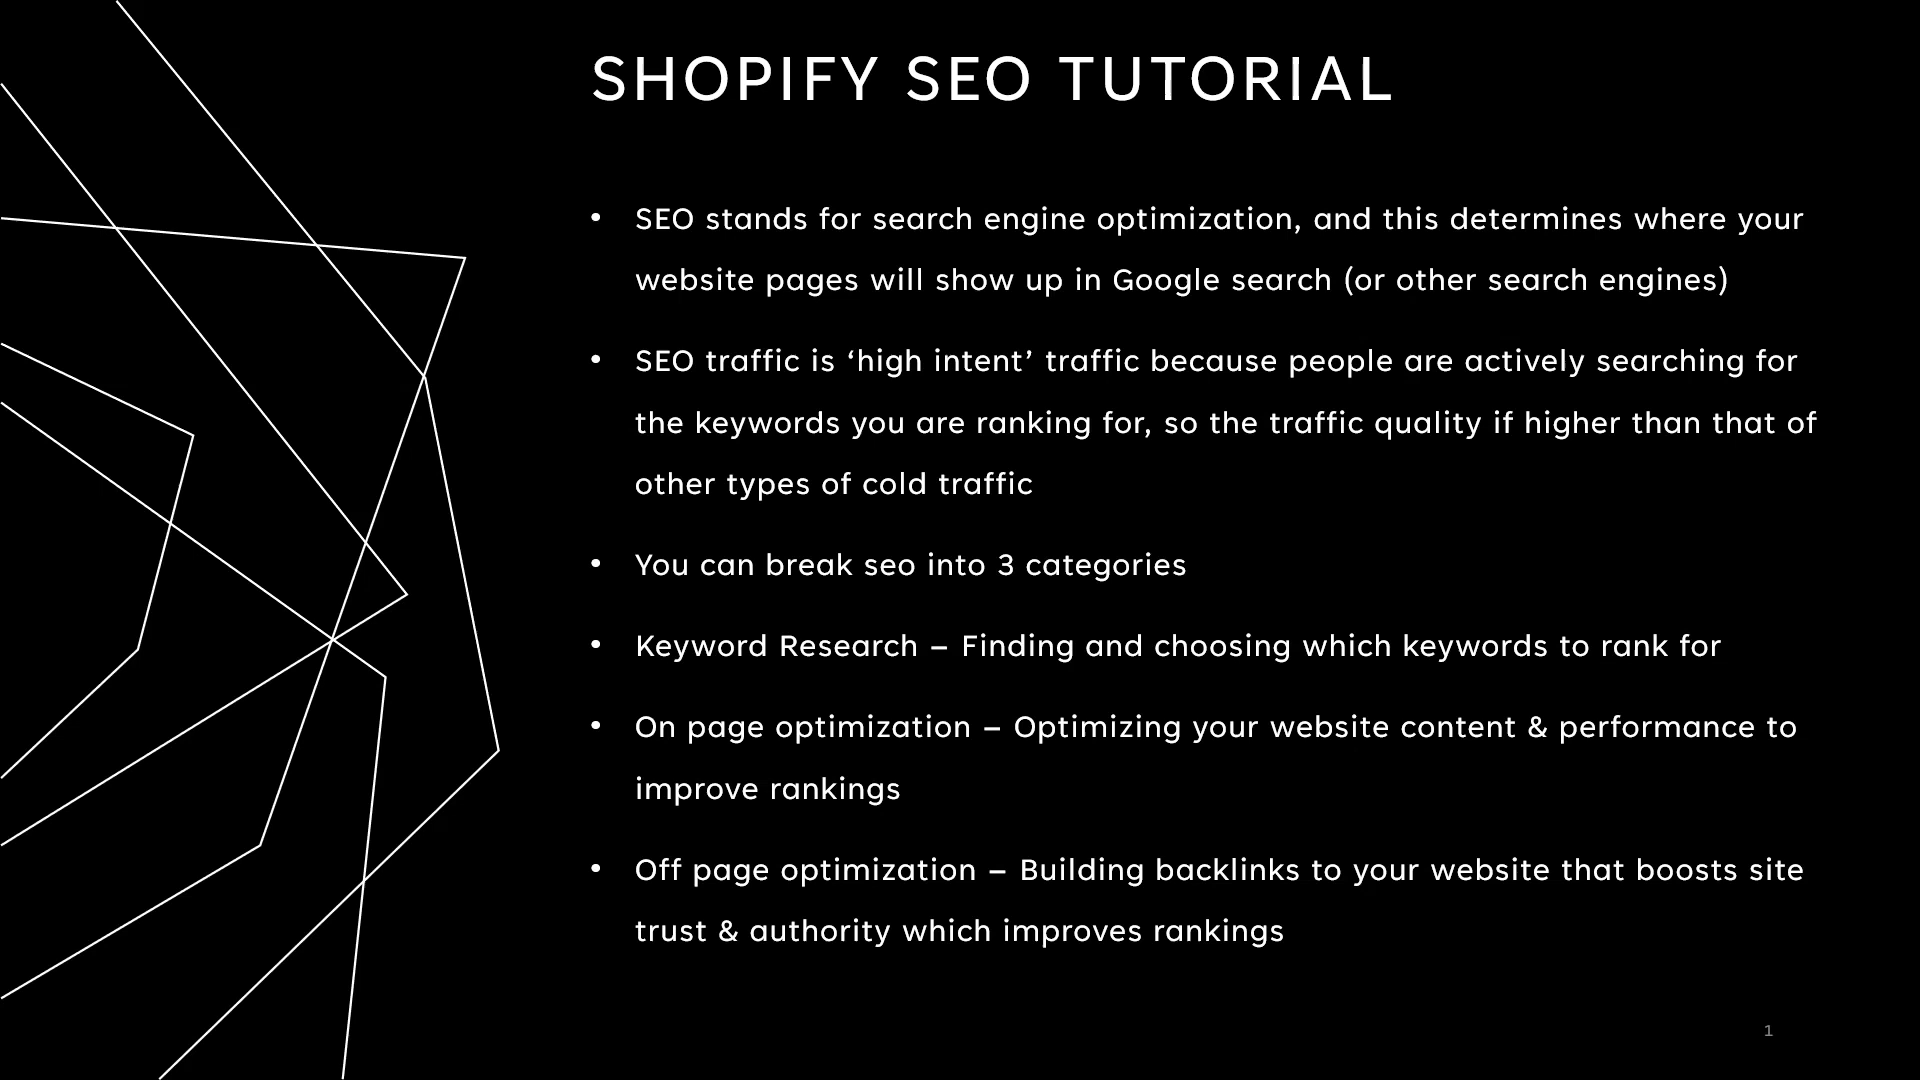 SHOPIFY SEO TUTORIAL
• SEO stands for search engine optimization, and this determines where your
website pages will show up in Google search (or other search engines)
• SEO traffic is ‘high intent’ traffic because people are actively searching for
the keywords you are ranking for, so the traffic quality if higher than that of
other types of cold traffic
• You can break seo into 3 categories
• Keyword Research – Finding and choosing which keywords to rank for
• On page optimization – Optimizing your website content & performance to
improve rankings
• Off page optimization – Building backlinks to your website that boosts site
trust & authority which improves rankings
1